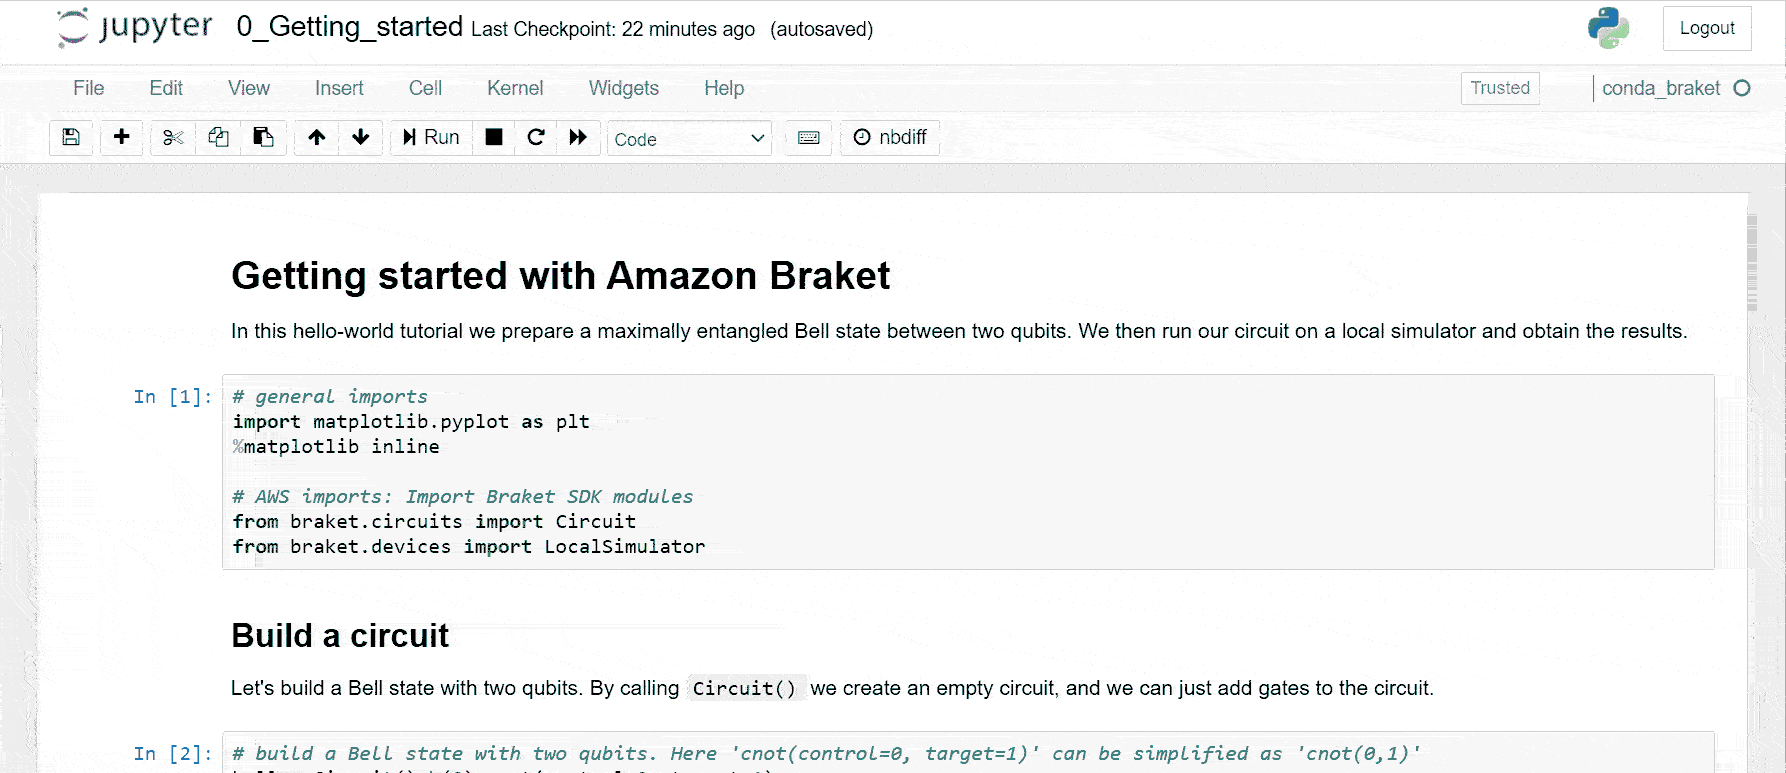 jupyter 0_Getting_started Last Checkpoint: 22 minutes ago (autosaved) Logout
File Edit View Insert Cell Kernel Widgets Help Trusted conda_braket
Run Code nbdiff
Getting started with Amazon Braket
In this hello-world tutorial we prepare a maximally entangled Bell state between two qubits. We then run our circuit on a local simulator and obtain the results.
In [1]: # general imports
import matplotlib.pyplot as plt
%matplotlib inline
# AWS imports: Import Braket SDK modules
from braket.circuits import Circuit
from braket.devices import LocalSimulator
Build a circuit
Let's build a Bell state with two qubits. By calling Circuit() we create an empty circuit, and we can just add gates to the circuit.
In [2]: # build a Bell state with two qubits. Here 'cnot(control=0, target=1)' can be simplified as 'cnot(0,1)'